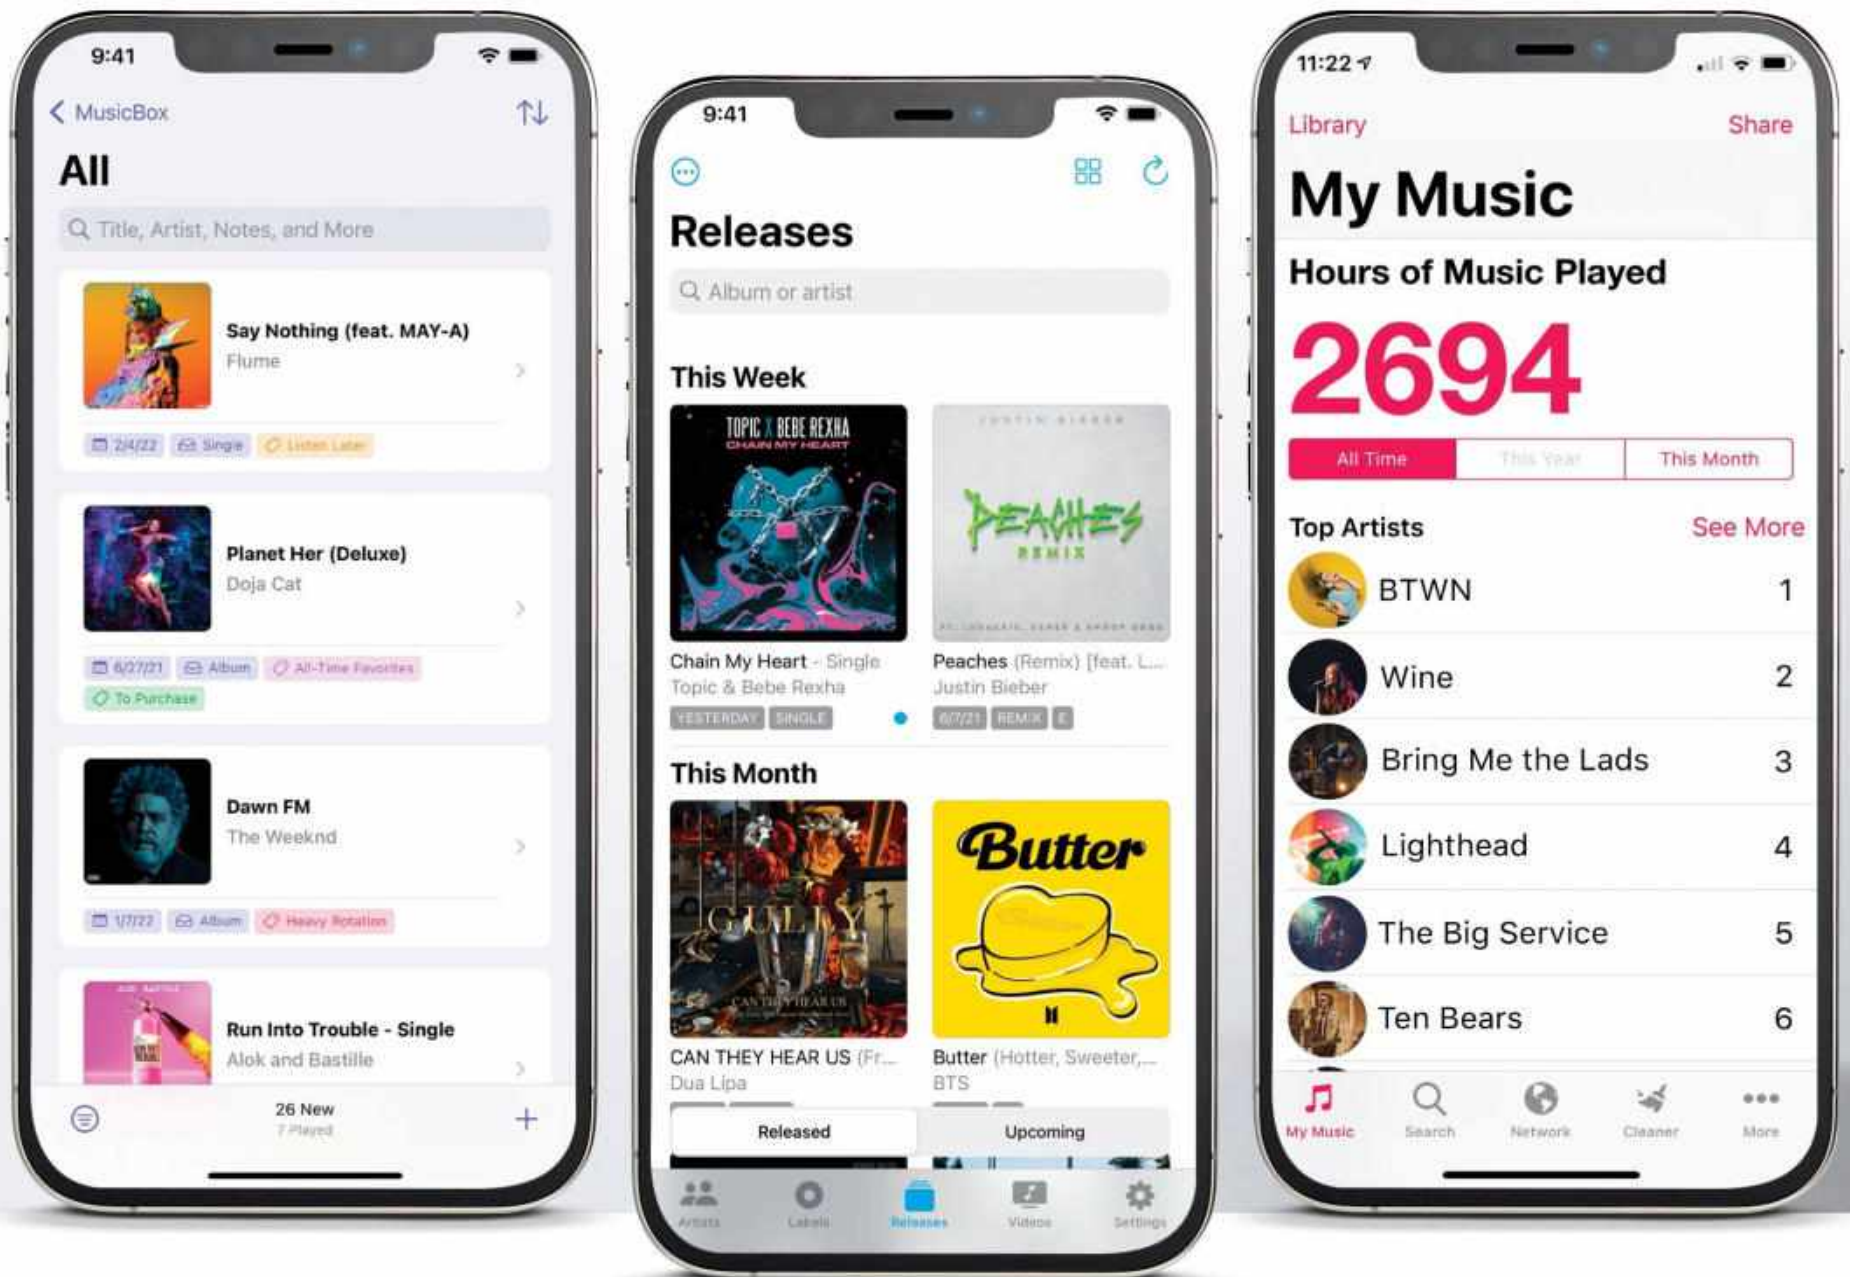 9:41
MusicBox
All
Title, Artist, Notes, and More
Say Nothing (feat. MAY-A)
Flume
2/4/22 Single Listen Later
Planet Her (Deluxe)
Doja Cat
6/27/21 Album All-Time Favorites
To Purchase
Dawn FM
The Weeknd
1/7/22 Album Heavy Rotation
Run Into Trouble - Single
Alok and Bastille
26 New
7 Played
9:41
Releases
Album or artist
This Week
TOPIC X BEBE REXHA
CHAIN MY HEART
JUSTIN BIEBER
PEACHES
REMIX
Chain My Heart - Single
Topic & Bebe Rexha
YESTERDAY SINGLE
Peaches (Remix) [feat. L...
Justin Bieber
6/7/21 REMIX E
This Month
GULLY
CAN THEY HEAR US
Butter
CAN THEY HEAR US (Fr...
Dua Lipa
Butter (Hotter, Sweeter,...
BTS
Released Upcoming
Artists Labels Releases Videos Settings
11:22
Library Share
My Music
Hours of Music Played
2694
All Time This Year This Month
Top Artists See More
BTWN 1
Wine 2
Bring Me the Lads 3
Lighthead 4
The Big Service 5
Ten Bears 6
My Music Search Network Cleaner More